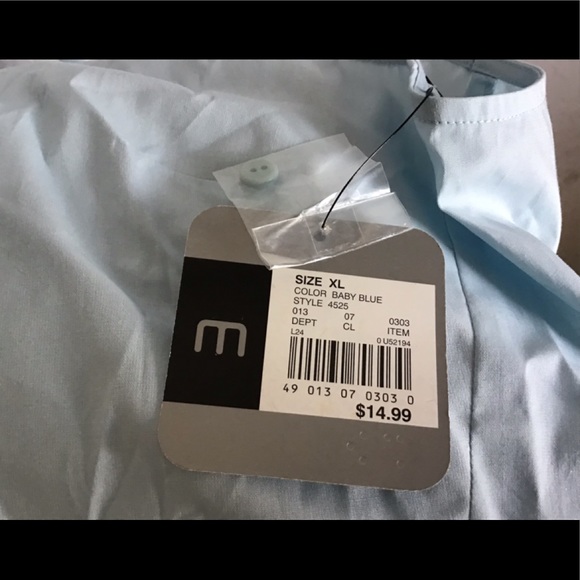 m
SIZE XL
COLOR BABY BLUE
STYLE 4525
013 07 0303
DEPT CL ITEM
L24 0 U52194
49 013 07 0303 0
$14.99